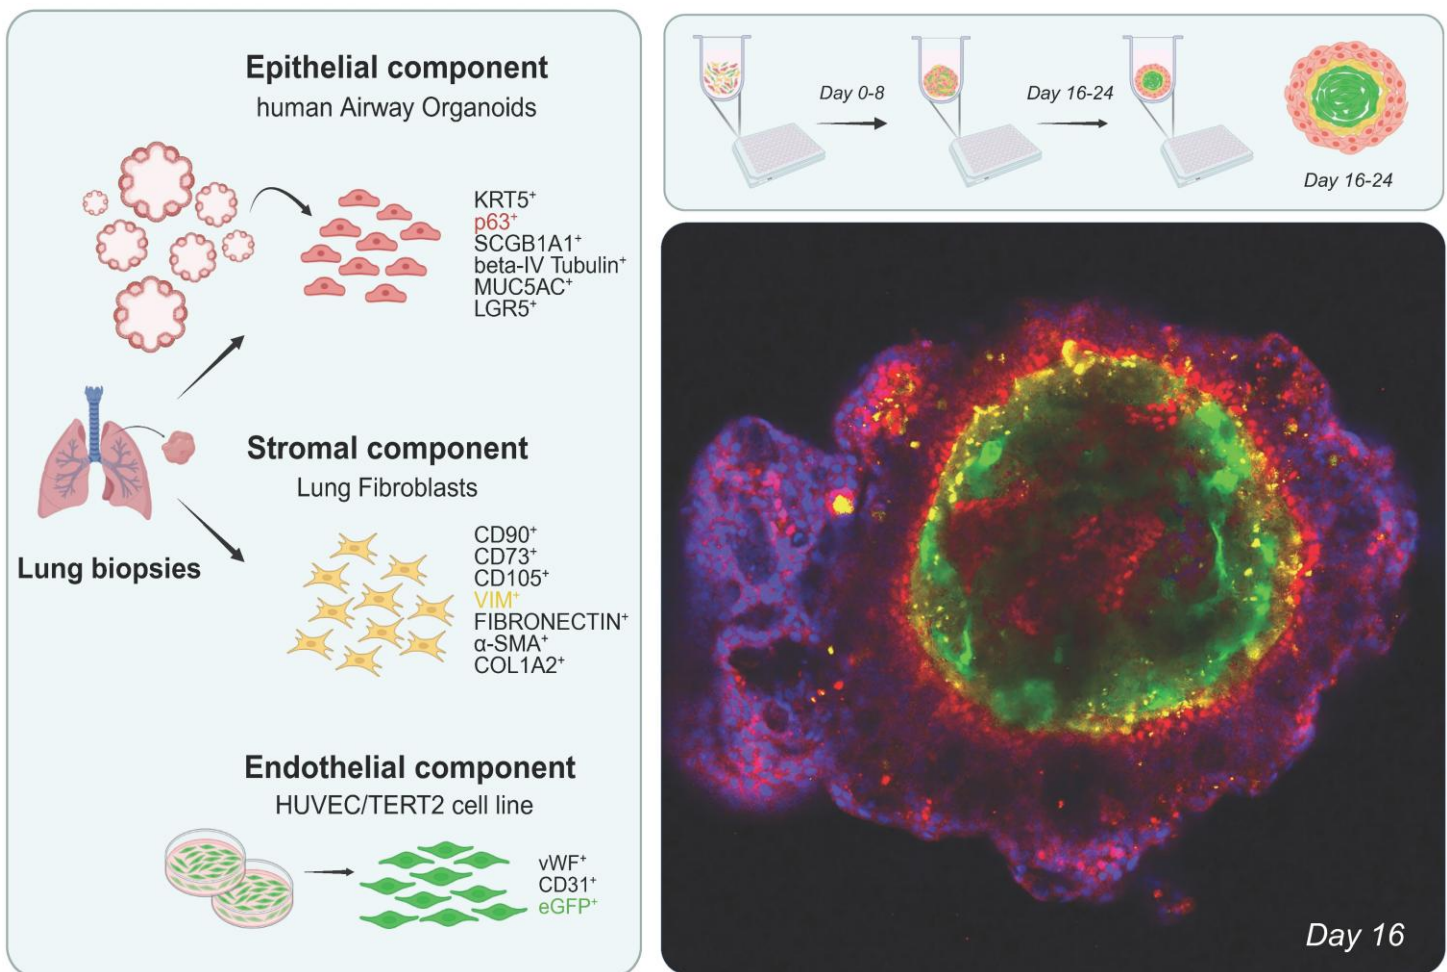 Epithelial component
human Airway Organoids
KRT5⁺
p63⁺
SCGB1A1⁺
beta-IV Tubulin⁺
MUC5AC⁺
LGR5⁺
Lung biopsies
Stromal component
Lung Fibroblasts
CD90⁺
CD73⁺
CD105⁺
VIM⁺
FIBRONECTIN⁺
α-SMA⁺
COL1A2⁺
Endothelial component
HUVEC/TERT2 cell line
vWF⁺
CD31⁺
eGFP⁺
Day 0-8
Day 16-24
Day 16-24
Day 16